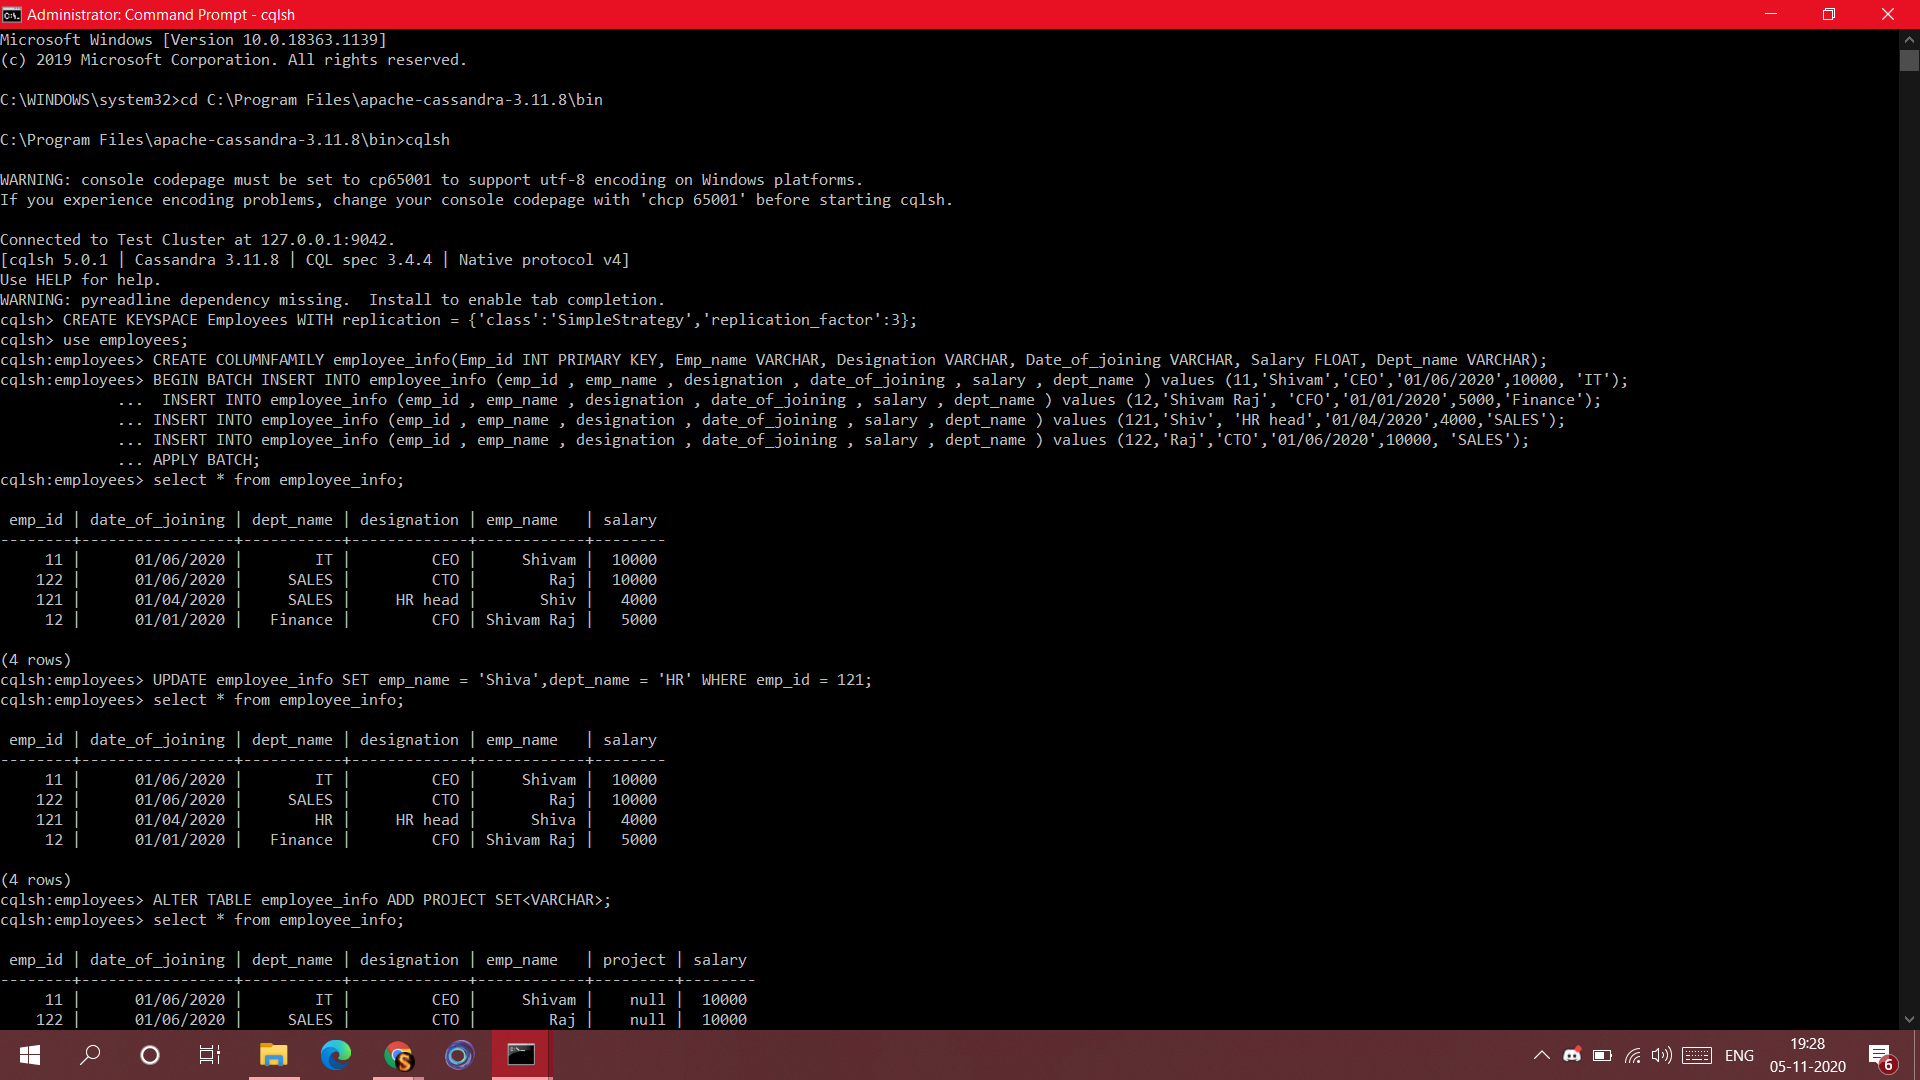 Administrator: Command Prompt - cqlsh
Microsoft Windows [Version 10.0.18363.1139]
(c) 2019 Microsoft Corporation. All rights reserved.
C:\WINDOWS\system32>cd C:\Program Files\apache-cassandra-3.11.8\bin
C:\Program Files\apache-cassandra-3.11.8\bin>cqlsh
WARNING: console codepage must be set to cp65001 to support utf-8 encoding on Windows platforms.
If you experience encoding problems, change your console codepage with 'chcp 65001' before starting cqlsh.
Connected to Test Cluster at 127.0.0.1:9042.
[cqlsh 5.0.1 | Cassandra 3.11.8 | CQL spec 3.4.4 | Native protocol v4]
Use HELP for help.
WARNING: pyreadline dependency missing.  Install to enable tab completion.
cqlsh> CREATE KEYSPACE Employees WITH replication = {'class':'SimpleStrategy','replication_factor':3};
cqlsh> use employees;
cqlsh:employees> CREATE COLUMNFAMILY employee_info(Emp_id INT PRIMARY KEY, Emp_name VARCHAR, Designation VARCHAR, Date_of_joining VARCHAR, Salary FLOAT, Dept_name VARCHAR);
cqlsh:employees> BEGIN BATCH INSERT INTO employee_info (emp_id , emp_name , designation , date_of_joining , salary , dept_name ) values (11,'Shivam','CEO','01/06/2020',10000, 'IT');
             ...  INSERT INTO employee_info (emp_id , emp_name , designation , date_of_joining , salary , dept_name ) values (12,'Shivam Raj', 'CFO','01/01/2020',5000,'Finance');
             ... INSERT INTO employee_info (emp_id , emp_name , designation , date_of_joining , salary , dept_name ) values (121,'Shiv', 'HR head','01/04/2020',4000,'SALES');
             ... INSERT INTO employee_info (emp_id , emp_name , designation , date_of_joining , salary , dept_name ) values (122,'Raj','CTO','01/06/2020',10000, 'SALES');
             ... APPLY BATCH;
cqlsh:employees> select * from employee_info;
 emp_id | date_of_joining | dept_name | designation | emp_name   | salary
--------+-----------------+-----------+-------------+------------+--------
     11 |      01/06/2020 |        IT |         CEO |     Shivam |  10000
    122 |      01/06/2020 |     SALES |         CTO |        Raj |  10000
    121 |      01/04/2020 |     SALES |     HR head |       Shiv |   4000
     12 |      01/01/2020 |   Finance |         CFO | Shivam Raj |   5000
(4 rows)
cqlsh:employees> UPDATE employee_info SET emp_name = 'Shiva',dept_name = 'HR' WHERE emp_id = 121;
cqlsh:employees> select * from employee_info;
 emp_id | date_of_joining | dept_name | designation | emp_name   | salary
--------+-----------------+-----------+-------------+------------+--------
     11 |      01/06/2020 |        IT |         CEO |     Shivam |  10000
    122 |      01/06/2020 |     SALES |         CTO |        Raj |  10000
    121 |      01/04/2020 |        HR |     HR head |      Shiva |   4000
     12 |      01/01/2020 |   Finance |         CFO | Shivam Raj |   5000
(4 rows)
cqlsh:employees> ALTER TABLE employee_info ADD PROJECT SET<VARCHAR>;
cqlsh:employees> select * from employee_info;
 emp_id | date_of_joining | dept_name | designation | emp_name   | project | salary
--------+-----------------+-----------+-------------+------------+---------+--------
     11 |      01/06/2020 |        IT |         CEO |     Shivam |    null |  10000
    122 |      01/06/2020 |     SALES |         CTO |        Raj |    null |  10000
ENG
19:28
05-11-2020
6